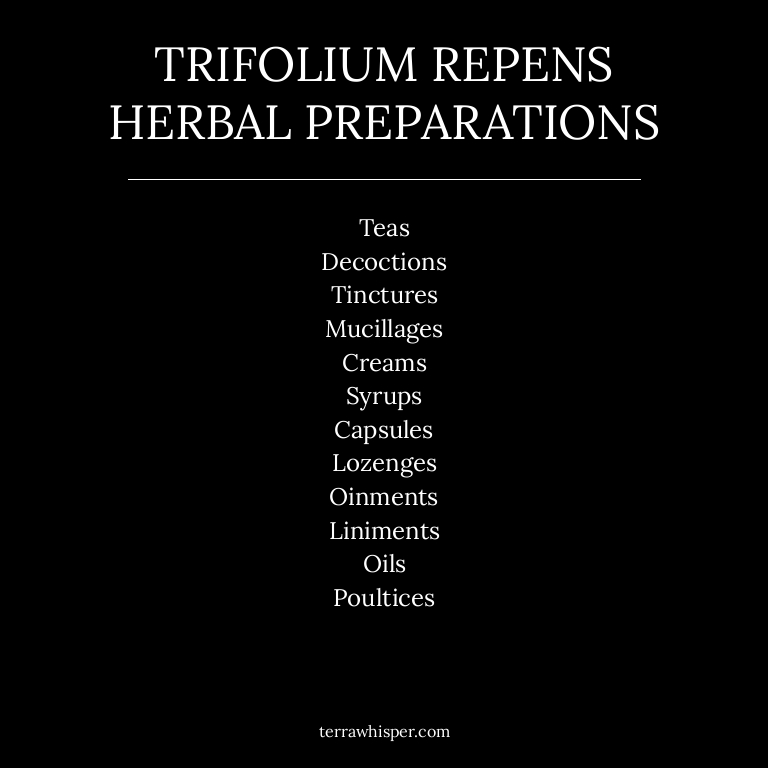 TRIFOLIUM REPENS
HERBAL PREPARATIONS
Teas
Decoctions
Tinctures
Mucillages
Creams
Syrups
Capsules
Lozenges
Oinments
Liniments
Oils
Poultices
terrawhisper.com